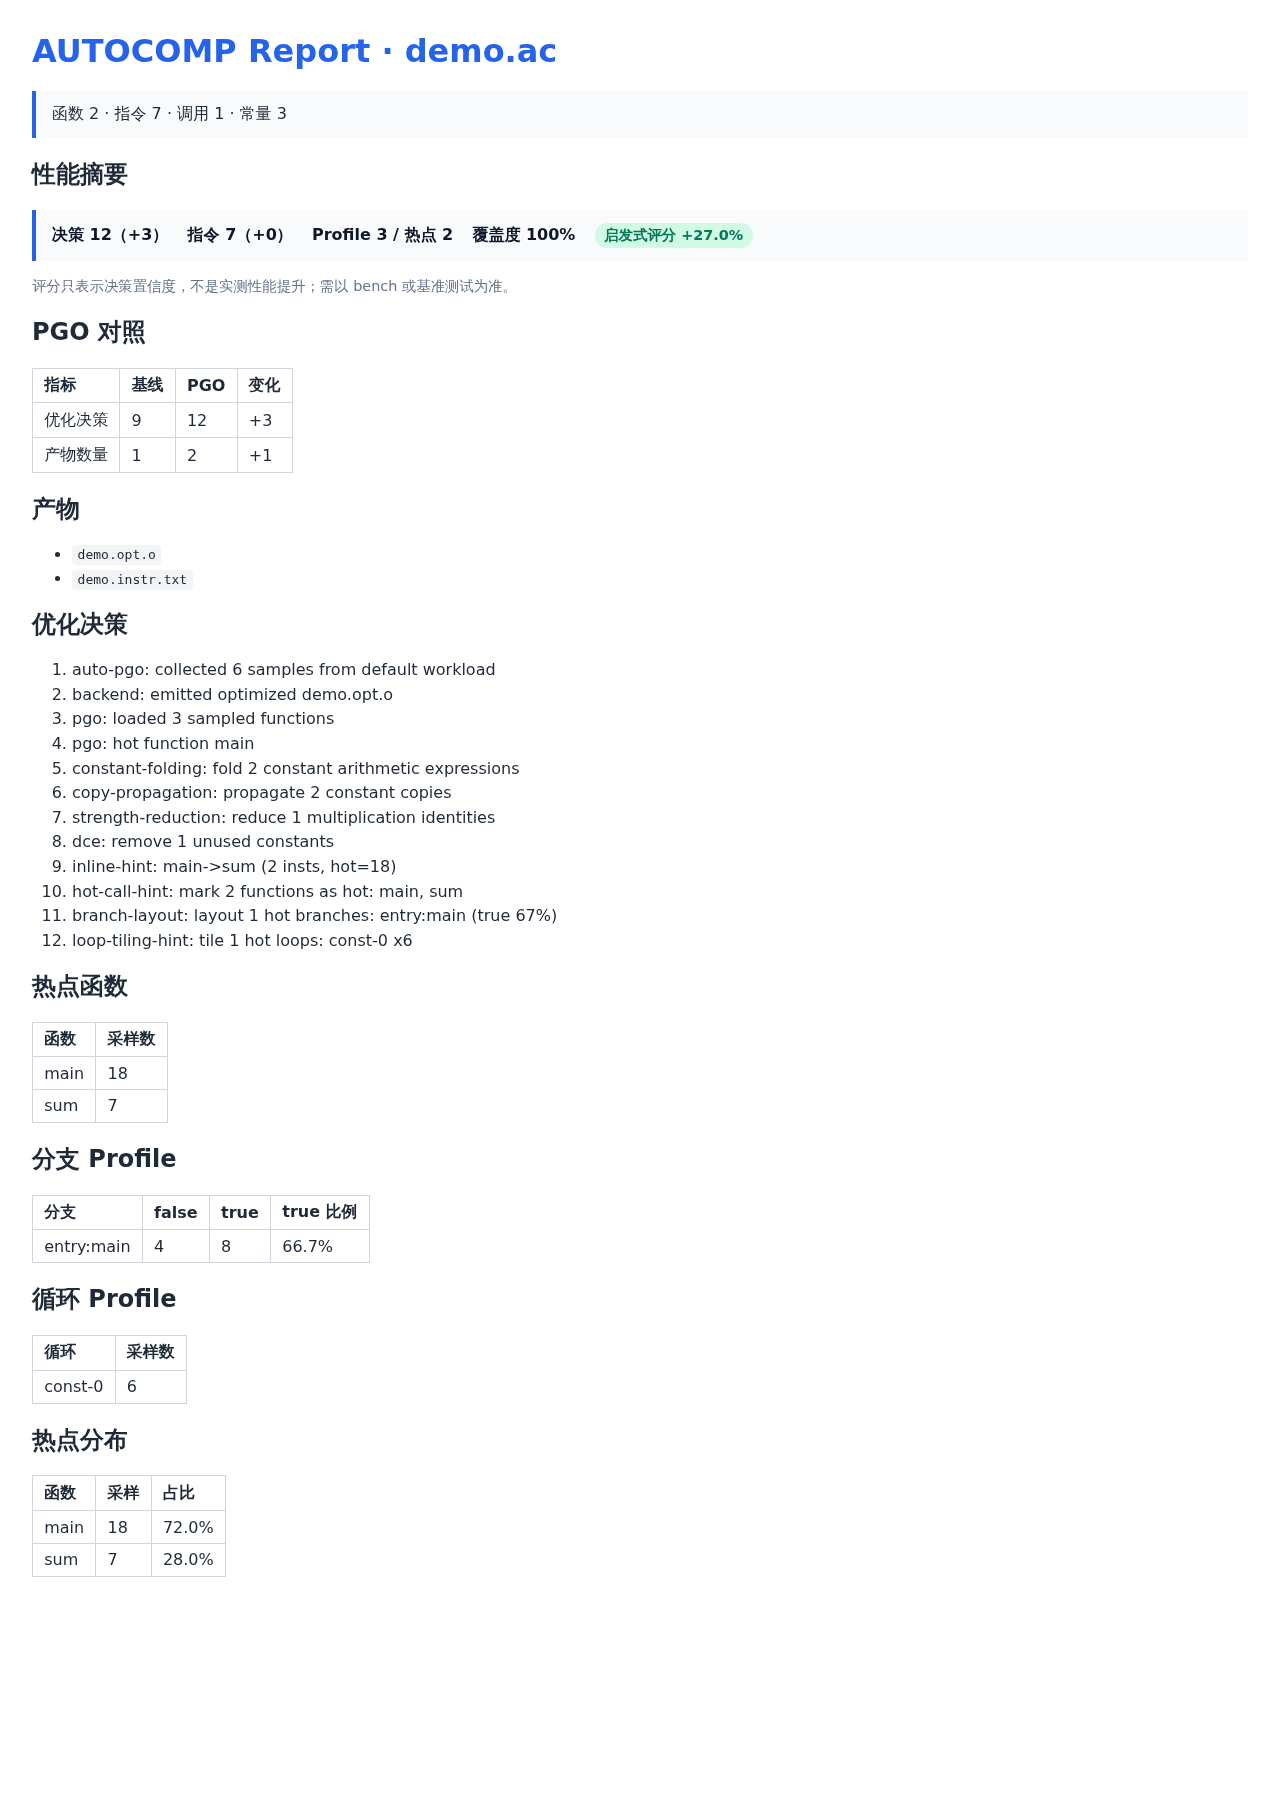 AUTOCOMP Report · demo.ac
函数 2 · 指令 7 · 调用 1 · 常量 3
性能摘要
决策 12（+3） 指令 7（+0） Profile 3 / 热点 2 覆盖度 100% 启发式评分 +27.0%
评分只表示决策置信度，不是实测性能提升；需以 bench 或基准测试为准。
PGO 对照
指标 基线 PGO 变化
优化决策 9 12 +3
产物数量 1 2 +1
产物
• demo.opt.o
• demo.instr.txt
优化决策
1. auto-pgo: collected 6 samples from default workload
2. backend: emitted optimized demo.opt.o
3. pgo: loaded 3 sampled functions
4. pgo: hot function main
5. constant-folding: fold 2 constant arithmetic expressions
6. copy-propagation: propagate 2 constant copies
7. strength-reduction: reduce 1 multiplication identities
8. dce: remove 1 unused constants
9. inline-hint: main->sum (2 insts, hot=18)
10. hot-call-hint: mark 2 functions as hot: main, sum
11. branch-layout: layout 1 hot branches: entry:main (true 67%)
12. loop-tiling-hint: tile 1 hot loops: const-0 x6
热点函数
函数 采样数
main 18
sum 7
分支 Profile
分支 false true true 比例
entry:main 4 8 66.7%
循环 Profile
循环 采样数
const-0 6
热点分布
函数 采样 占比
main 18 72.0%
sum 7 28.0%